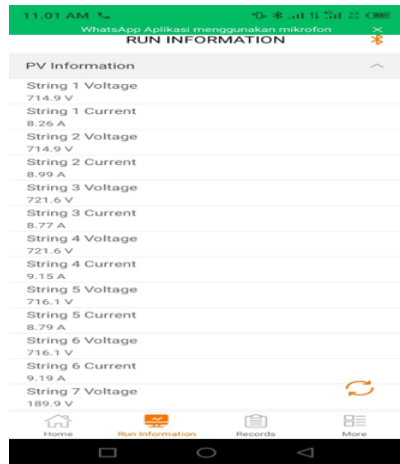 11.01 AM
WhatsApp Aplikasi menggunakan mikrofon
RUN INFORMATION
PV Information
String 1 Voltage
714.9 V
String 1 Current
8.26 A
String 2 Voltage
714.9 V
String 2 Current
8.99 A
String 3 Voltage
721.6 V
String 3 Current
8.77 A
String 4 Voltage
721.6 V
String 4 Current
9.15 A
String 5 Voltage
716.1 V
String 5 Current
8.79 A
String 6 Voltage
716.1 V
String 6 Current
9.19 A
String 7 Voltage
189.9 V
Home Run Information Records More